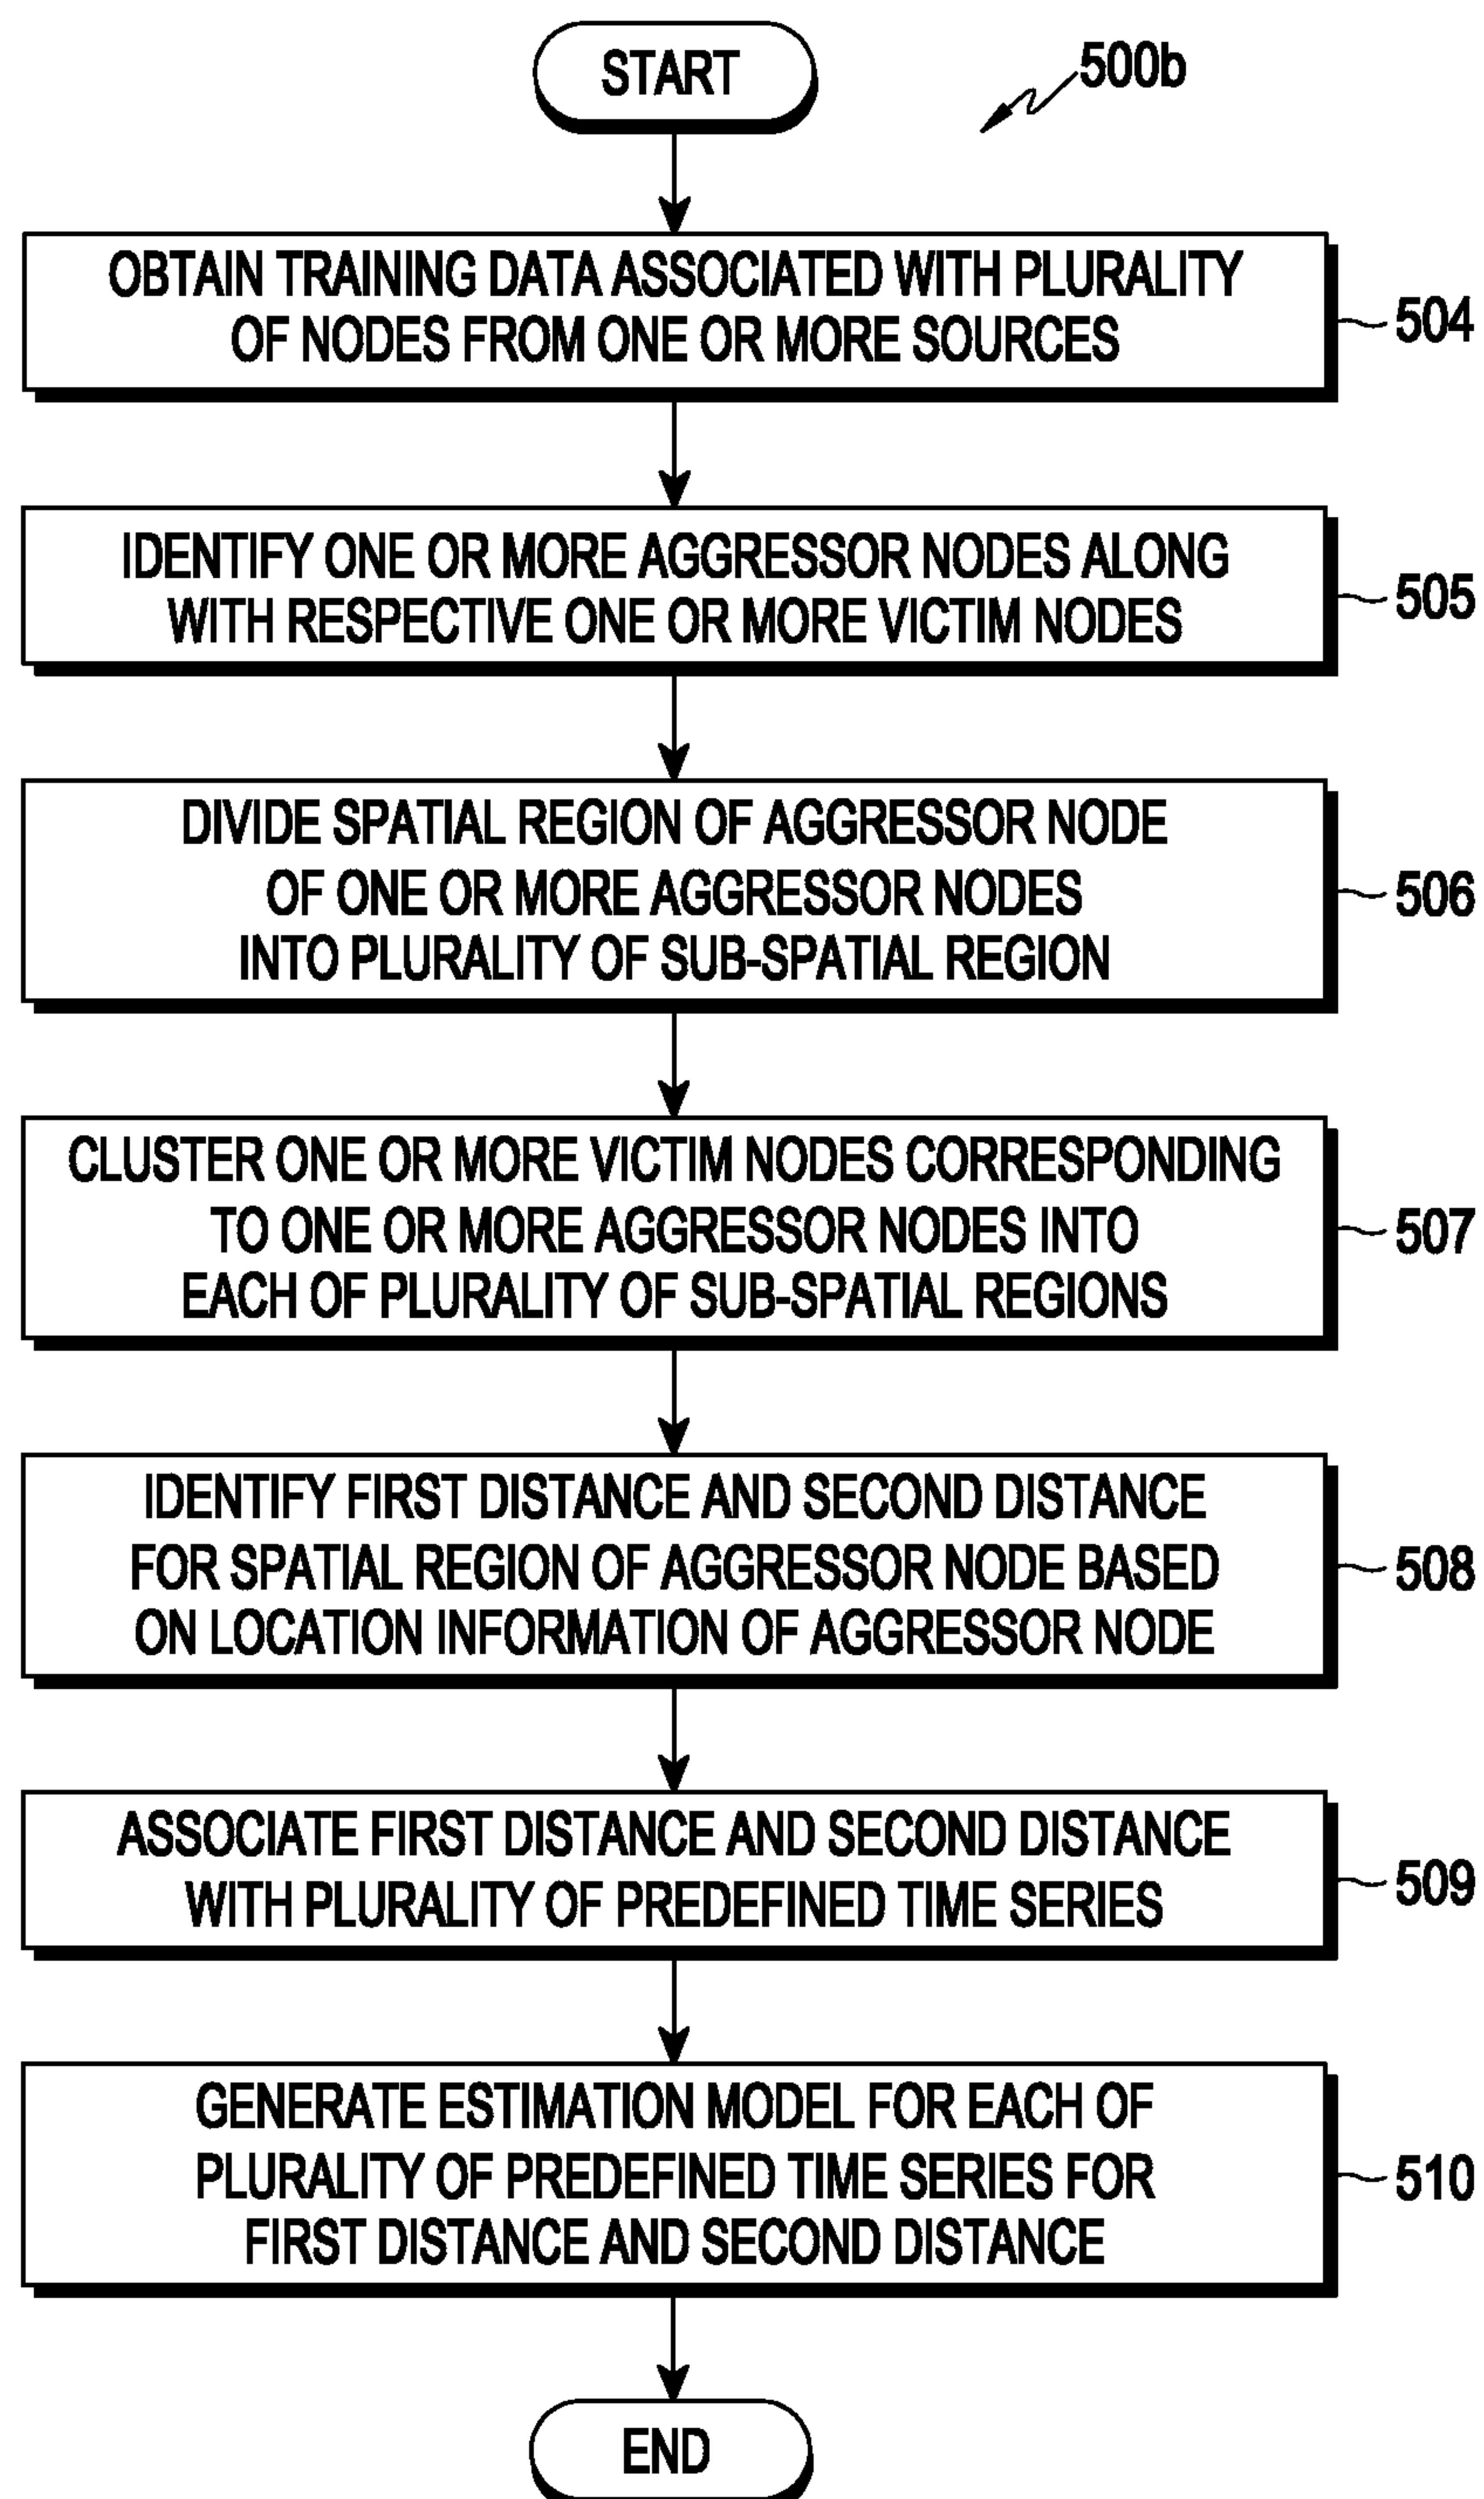 START
500b
OBTAIN TRAINING DATA ASSOCIATED WITH PLURALITY
OF NODES FROM ONE OR MORE SOURCES
504
IDENTIFY ONE OR MORE AGGRESSOR NODES ALONG
WITH RESPECTIVE ONE OR MORE VICTIM NODES
505
DIVIDE SPATIAL REGION OF AGGRESSOR NODE
OF ONE OR MORE AGGRESSOR NODES
INTO PLURALITY OF SUB-SPATIAL REGION
506
CLUSTER ONE OR MORE VICTIM NODES CORRESPONDING
TO ONE OR MORE AGGRESSOR NODES INTO
EACH OF PLURALITY OF SUB-SPATIAL REGIONS
507
IDENTIFY FIRST DISTANCE AND SECOND DISTANCE
FOR SPATIAL REGION OF AGGRESSOR NODE BASED
ON LOCATION INFORMATION OF AGGRESSOR NODE
508
ASSOCIATE FIRST DISTANCE AND SECOND DISTANCE
WITH PLURALITY OF PREDEFINED TIME SERIES
509
GENERATE ESTIMATION MODEL FOR EACH OF
PLURALITY OF PREDEFINED TIME SERIES FOR
FIRST DISTANCE AND SECOND DISTANCE
510
END